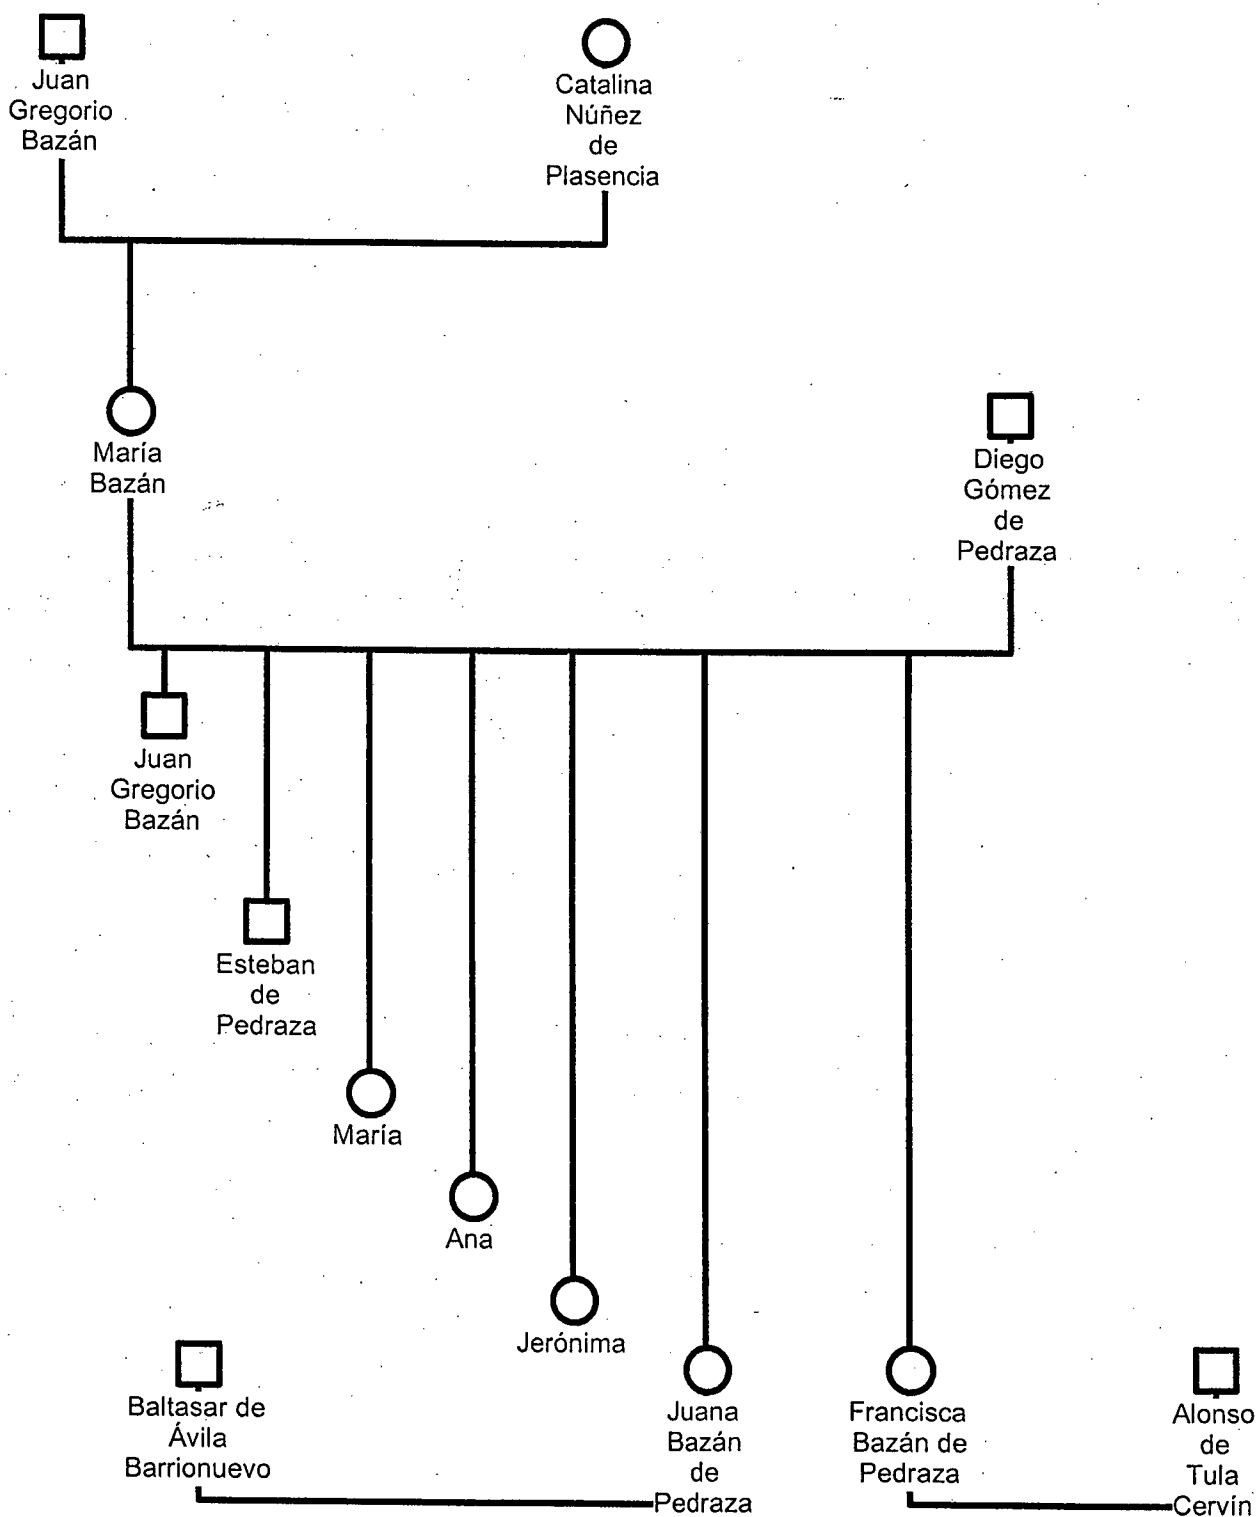 Juan
Gregorio
Bazán
Catalina
Núñez
de
Plasencia
María
Bazán
Diego
Gómez
de
Pedraza
Juan
Gregorio
Bazán
Esteban
de
Pedraza
María
Ana
Jerónima
Baltasar de
Ávila
Barrionuevo
Juana
Bazán
de
Pedraza
Francisca
Bazán de
Pedraza
Alonso
de
Tula
Cervín